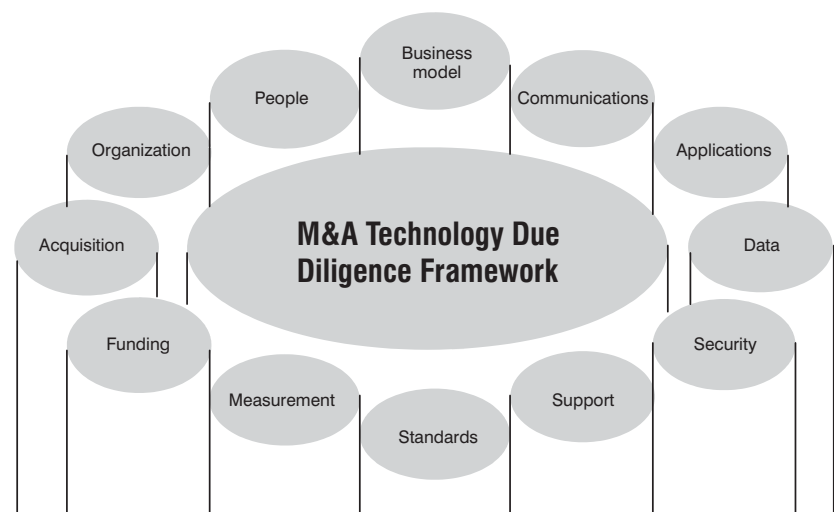 Business
model
People
Communications
Organization
Applications
M&A Technology Due
Diligence Framework
Acquisition
Data
Funding
Security
Measurement
Support
Standards